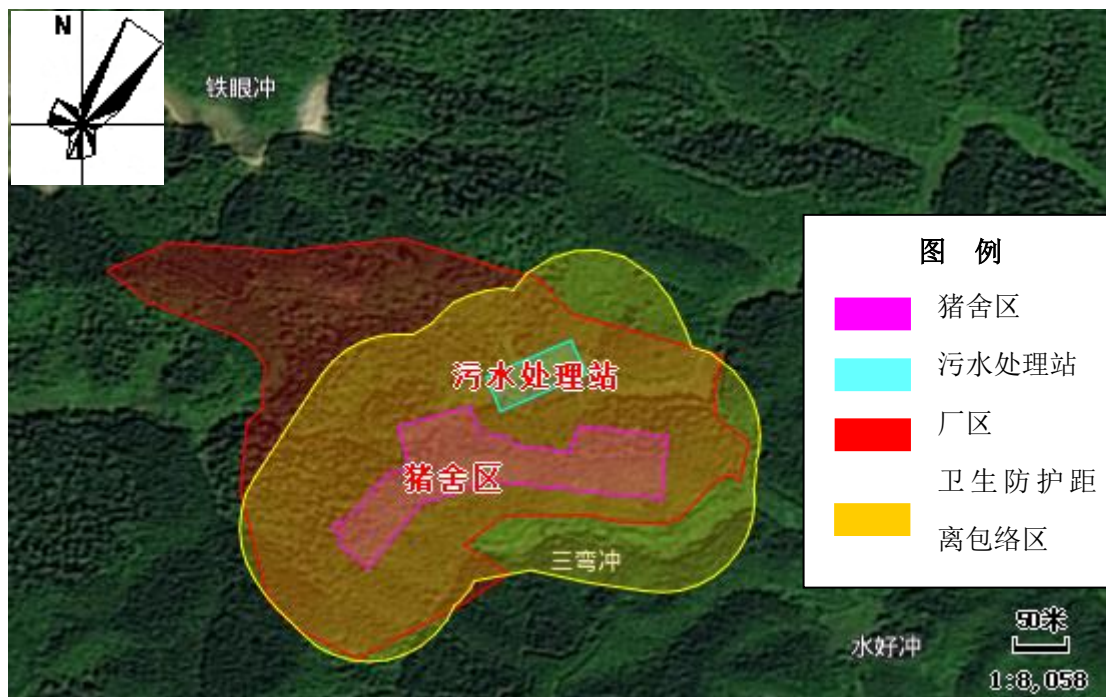 N
铁眼冲
图 例
猪舍区
污水处理站
厂区
卫生防护距
离包络区
污水处理站
猪舍区
三弯冲
水好冲
50米
1:8,058